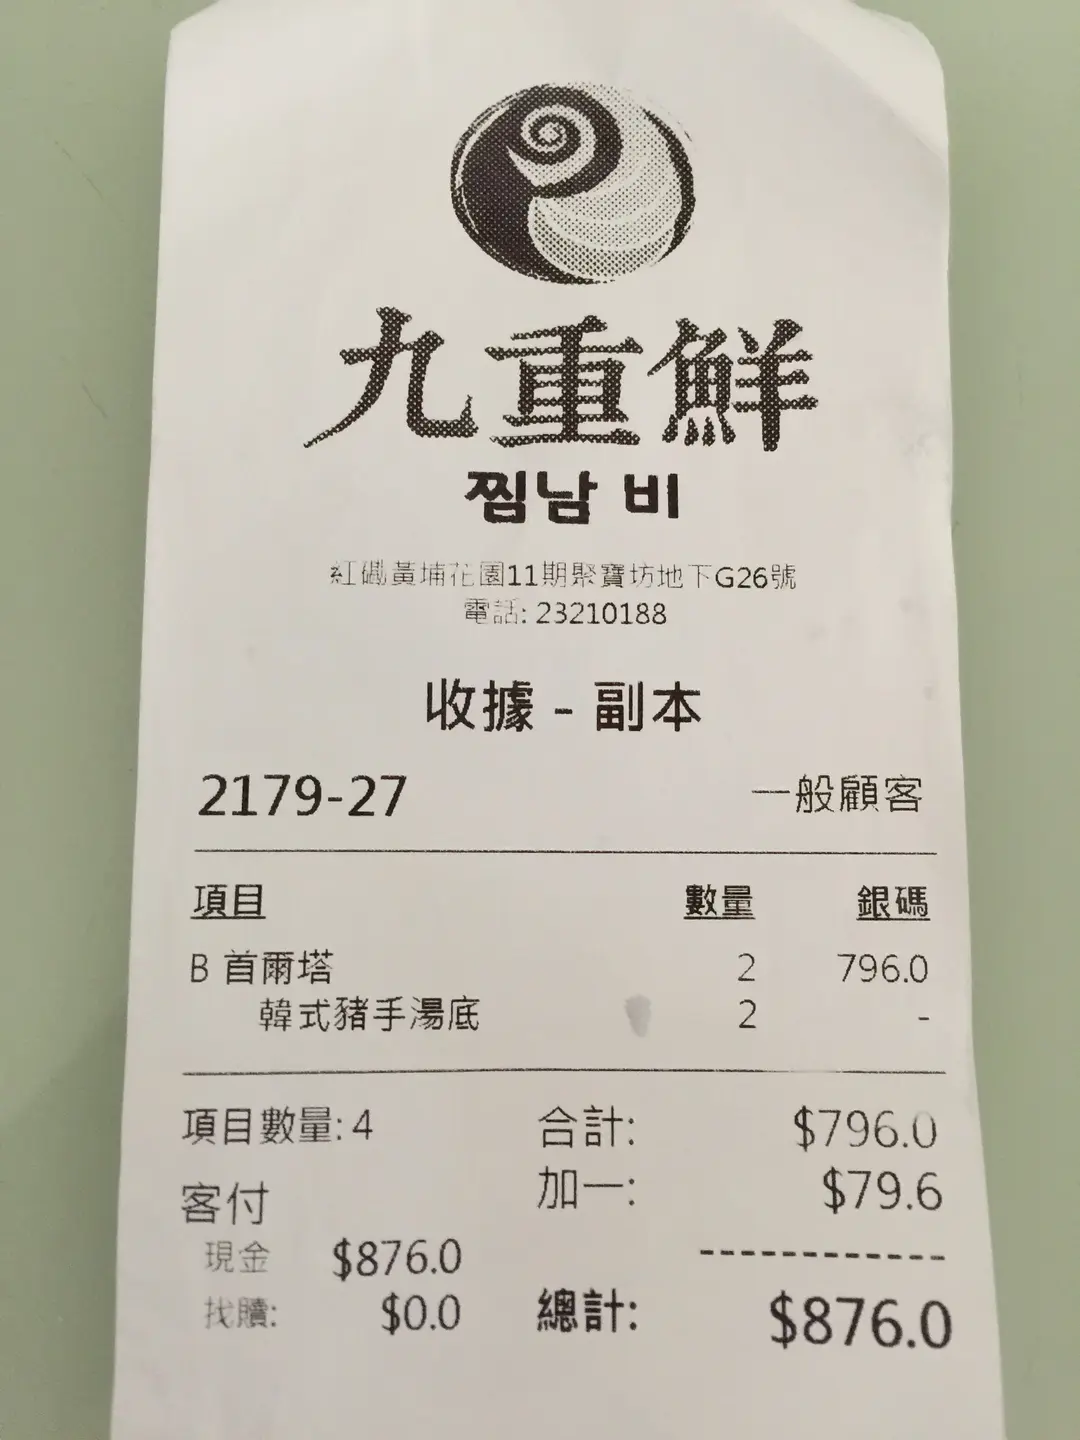 九重鮮
찜남 비
紅磡黃埔花園11期聚寶坊地下G26號
電話: 23210188
收據 - 副本
2179-27 一般顧客
項目 數量 銀碼
B 首爾塔 2 796.0
韓式豬手湯底 2 -
項目數量: 4 合計: $796.0
加一: $79.6
客付
現金 $876.0
找贖: $0.0 總計: $876.0